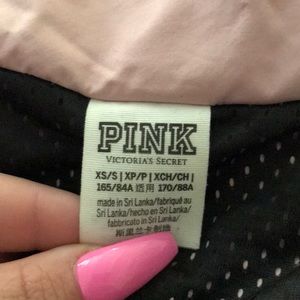 PINK
VICTORIA'S SECRET
XS/S | XP/P | XCH/CH |
165/84A 适用 170/88A
made in Sri Lanka/fabriqué au
Sri Lanka/hecho en Sri Lanka/
fabbricato in Sri Lanka/
斯里兰卡制造